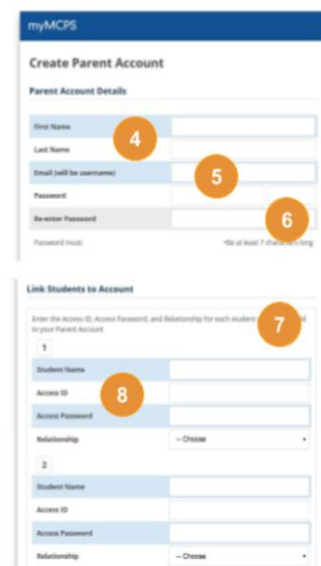 myMCPS
Create Parent Account
Parent Account Details
First Name
4
Last Name
Email (will be username)
5
Password
6
Re-enter Password
Password must:
•Be at least 7 characters long
Link Students to Account
Enter the Access ID, Access Password, and Relationship for each student
7
to your Parent Account
1
Student Name
8
Access ID
Access Password
Relationship
-- Choose
2
Student Name
Access ID
Access Password
Relationship
-- Choose